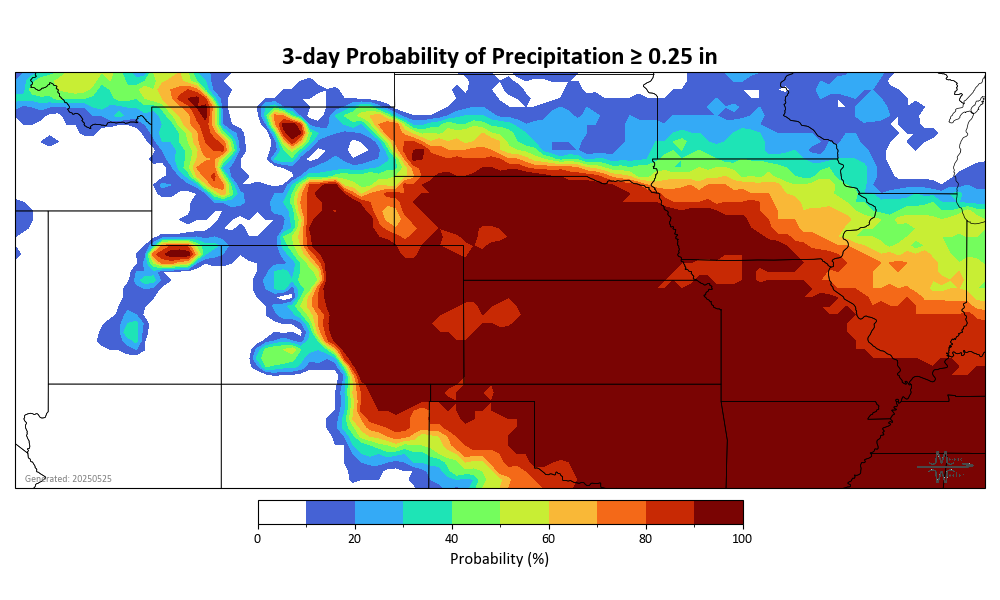 3-day Probability of Precipitation ≥ 0.25 in
Generated: 20250525
0 20 40 60 80 100
Probability (%)